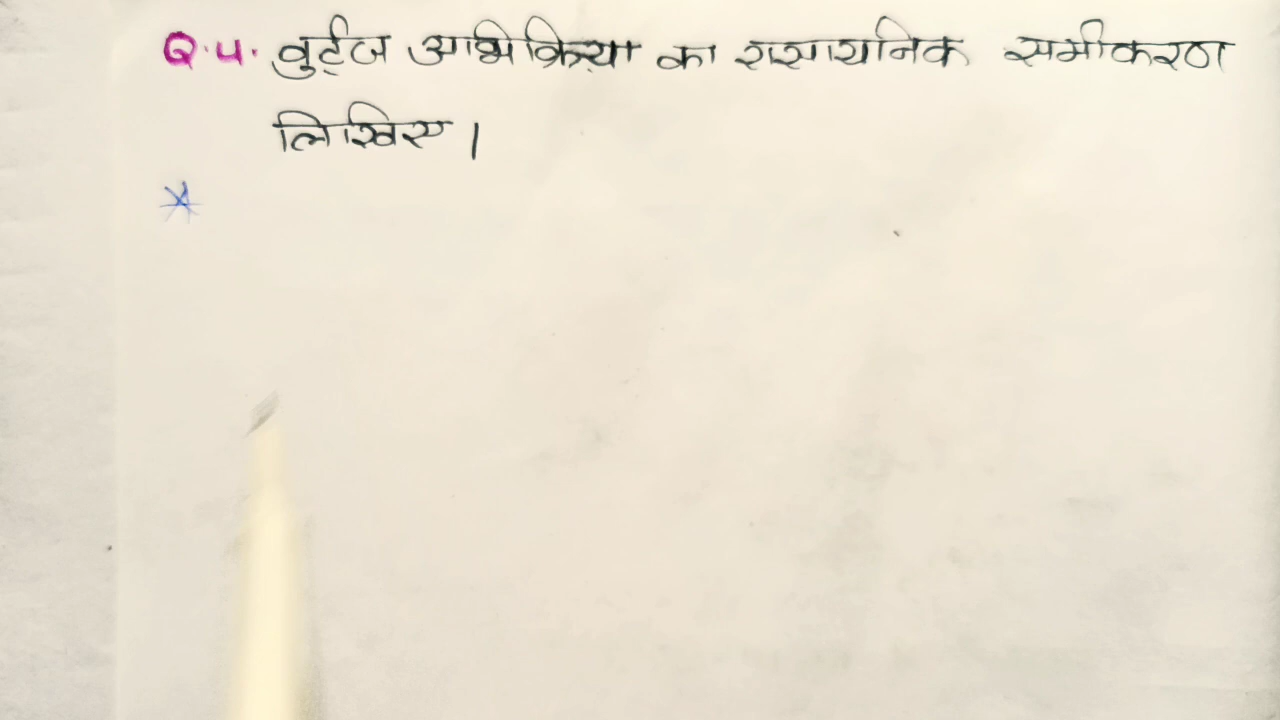 Q.4. वुर्ट्ज अभिक्रिया का रासायनिक समीकरण
लिखिए।